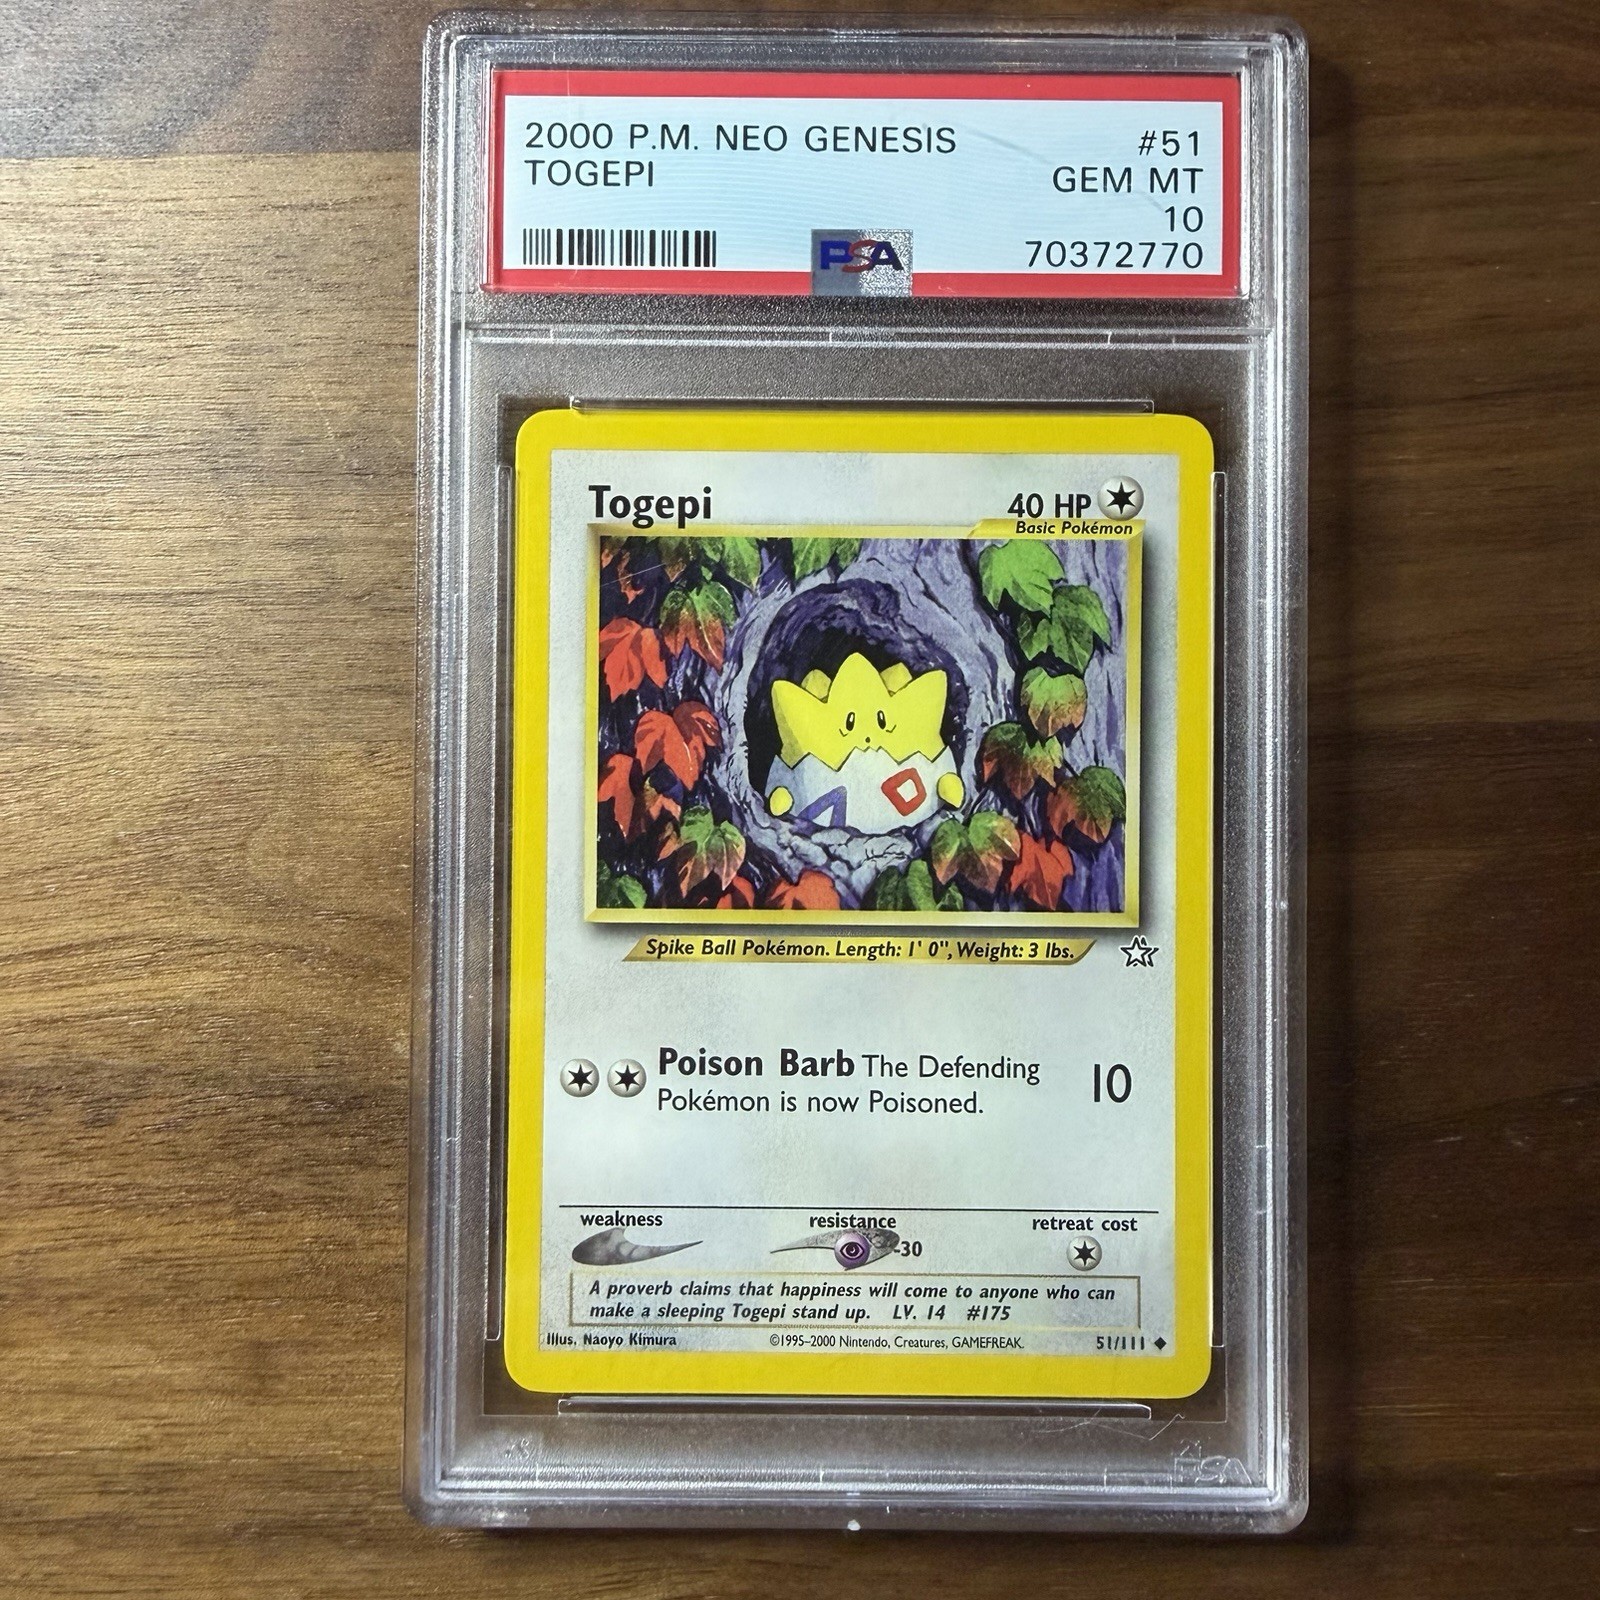 2000 P.M. NEO GENESIS #51
TOGEPI GEM MT
10
PSA 70372770
Togepi 40 HP
Basic Pokémon
Spike Ball Pokémon. Length: 1' 0", Weight: 3 lbs.
Poison Barb The Defending
Pokémon is now Poisoned. 10
weakness resistance retreat cost
-30
A proverb claims that happiness will come to anyone who can
make a sleeping Togepi stand up. LV. 14 #175
Illus. Naoyo Kimura ©1995–2000 Nintendo, Creatures, GAMEFREAK. 51/111
PSA